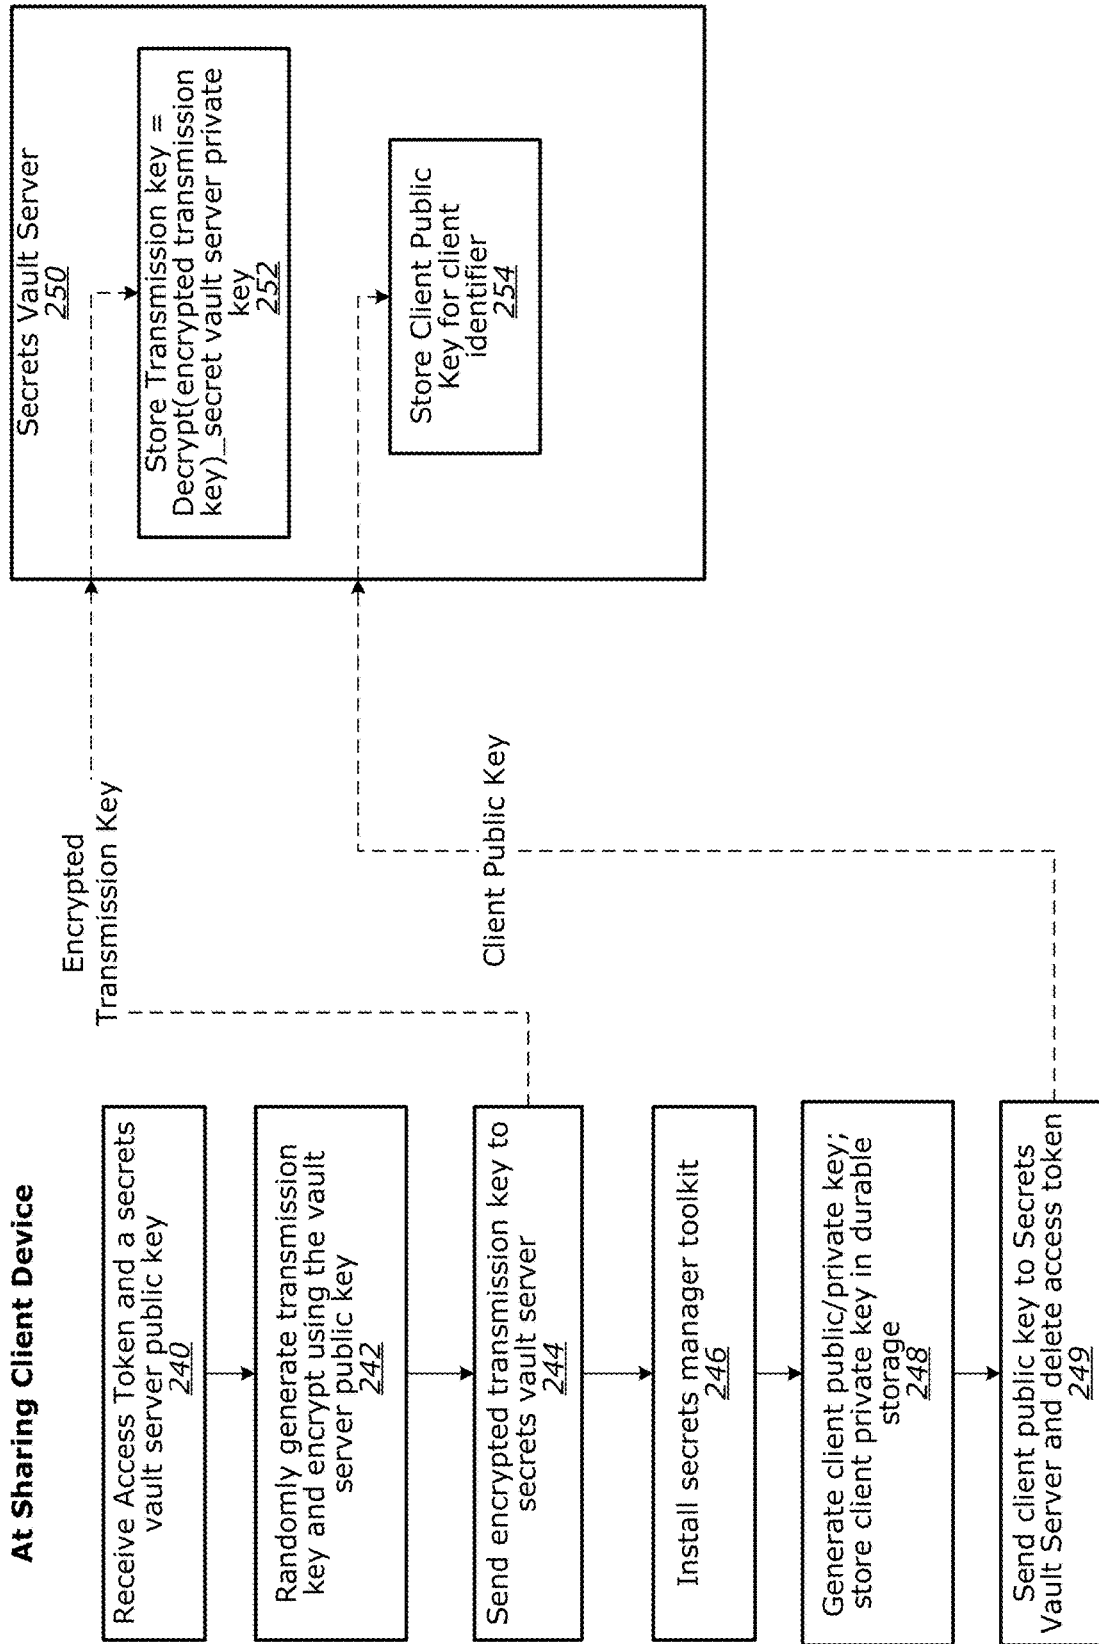 At Sharing Client Device
Receive Access Token and a secrets
vault server public key
240
Randomly generate transmission
key and encrypt using the vault
server public key
242
Send encrypted transmission key to
secrets vault server
244
Install secrets manager toolkit
246
Generate client public/private key;
store client private key in durable
storage
248
Send client public key to Secrets
Vault Server and delete access token
249
Encrypted
Transmission Key
Client Public Key
Secrets Vault Server
250
Store Transmission key =
Decrypt(encrypted transmission
key)_secret vault server private
key
252
Store Client Public
Key for client
identifier
254